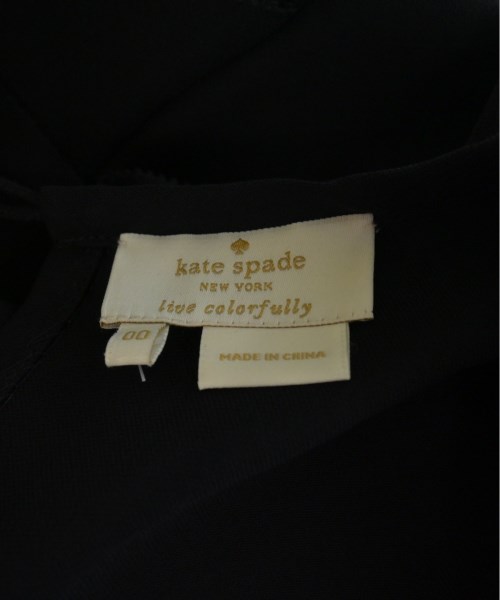 kate spade
NEW YORK
live colorfully
00
MADE IN CHINA